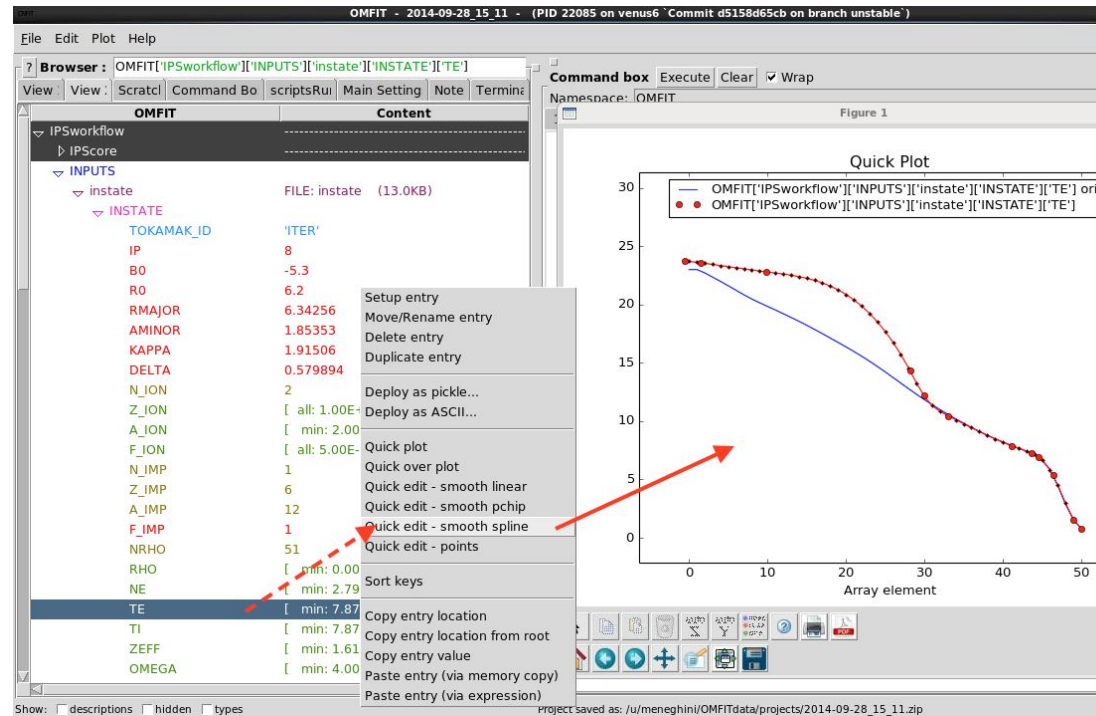 OMFIT - 2014-09-28_15_11 - (PID 22085 on venus6 `Commit d5158d65cb on branch unstable`)
File Edit Plot Help
? Browser : OMFIT['IPSworkflow']['INPUTS']['instate']['INSTATE']['TE']
View View Scratcl Command Bo scriptsRu Main Setting Note Termina
OMFIT Content
IPSworkflow
IPScore
INPUTS
instate FILE: instate (13.0KB)
INSTATE
TOKAMAK_ID 'ITER'
IP 8
B0 -5.3
R0 6.2
RMAJOR 6.34256
AMINOR 1.85353
KAPPA 1.91506
DELTA 0.579894
N_ION 2
Z_ION [ all: 1.00E+
A_ION [ min: 2.00
F_ION [ all: 5.00E-
N_IMP 1
Z_IMP 6
A_IMP 12
F_IMP 1
NRHO 51
RHO [ min: 0.00
NE [ min: 2.79
TE [ min: 7.87
TI [ min: 7.87
ZEFF [ min: 1.61
OMEGA [ min: 4.00
Show: descriptions hidden types
Setup entry
Move/Rename entry
Delete entry
Duplicate entry
Deploy as pickle...
Deploy as ASCII...
Quick plot
Quick over plot
Quick edit - smooth linear
Quick edit - smooth pchip
Quick edit - smooth spline
Quick edit - points
Sort keys
Copy entry location
Copy entry location from root
Copy entry value
Paste entry (via memory copy)
Paste entry (via expression)
Command box Execute Clear Wrap
Namespace: OMFIT
Figure 1
Quick Plot
OMFIT['IPSworkflow']['INPUTS']['instate']['INSTATE']['TE'] ori
OMFIT['IPSworkflow']['INPUTS']['instate']['INSTATE']['TE']
30
25
20
15
10
5
0
0 10 20 30 40 50
Array element
auto X auto Y
PDF
Project saved as: /u/meneghini/OMFITdata/projects/2014-09-28_15_11.zip